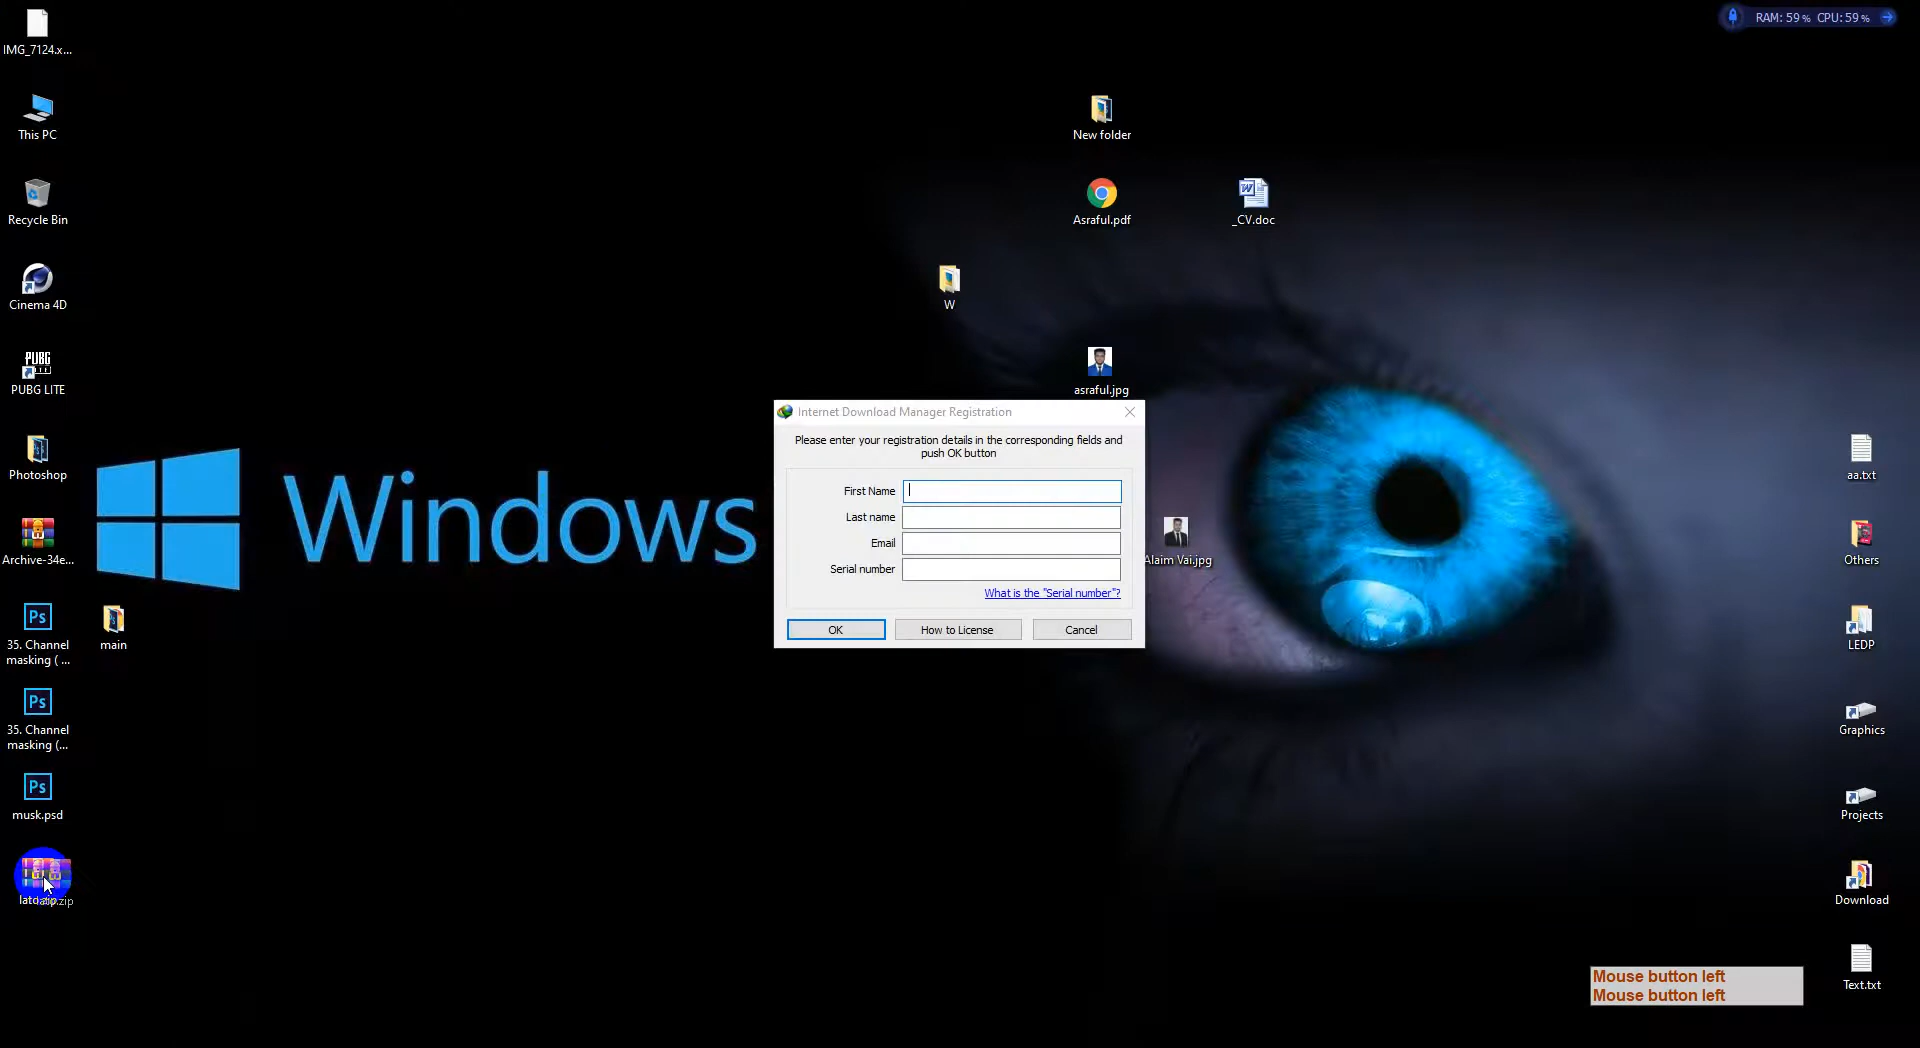 IMG_7124.x...
RAM: 59 % CPU: 59 %
This PC
New folder
Recycle Bin
Asraful.pdf
_CV.doc
Cinema 4D
W
PUBG
PUBG LITE
asraful.jpg
Internet Download Manager Registration
Please enter your registration details in the corresponding fields and
push OK button
First Name
Last name
Email
Serial number
What is the "Serial number"?
OK
How to License
Cancel
Photoshop
Windows
aa.txt
Archive-34e...
Alaim Vai.jpg
Others
Ps
35. Channel
masking ( ...
main
LEDP
Ps
35. Channel
masking (...
Graphics
Ps
musk.psd
Projects
Download
Mouse button left
Mouse button left
Text.txt